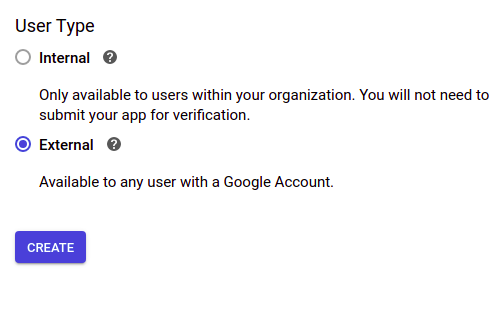 User Type
Internal ?
Only available to users within your organization. You will not need to
submit your app for verification.
External ?
Available to any user with a Google Account.
CREATE